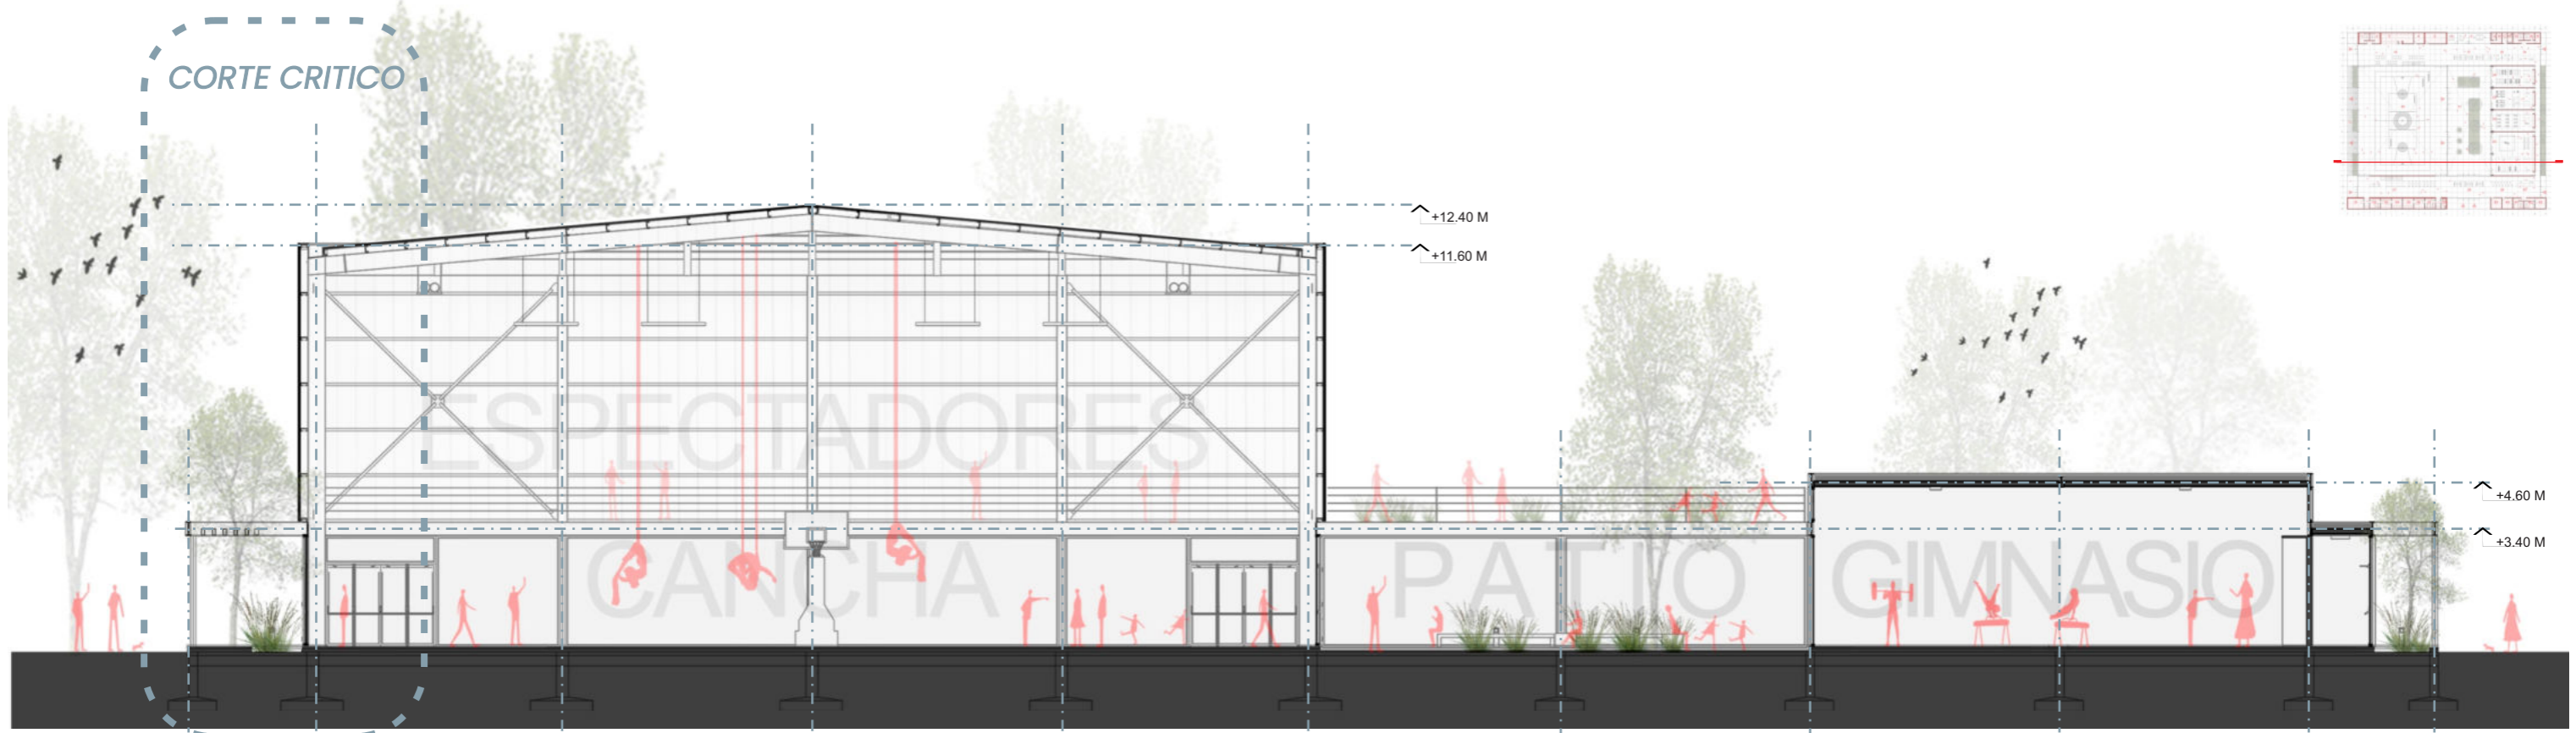 CORTE CRITICO
+12.40 M
+11.60 M
ESPECTADORES
+4.60 M
+3.40 M
CANCHA
PATIO
GIMNASIO